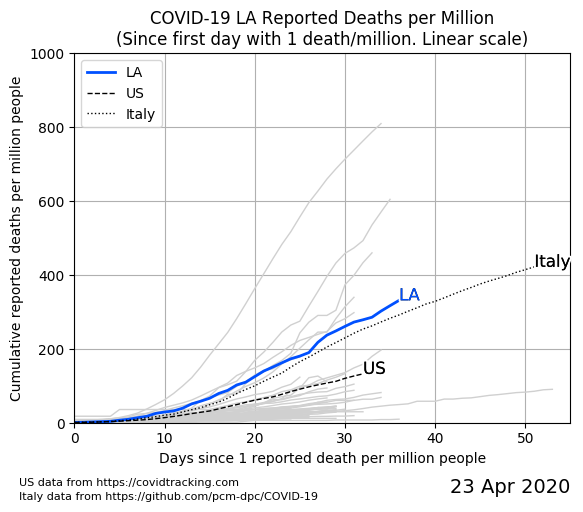 COVID-19 LA Reported Deaths per Million
(Since first day with 1 death/million. Linear scale)
Cumulative reported deaths per million people
1000
800
600
400
200
0
LA
US
Italy
Italy
LA
US
0 10 20 30 40 50
Days since 1 reported death per million people
US data from https://covidtracking.com
Italy data from https://github.com/pcm-dpc/COVID-19
23 Apr 2020